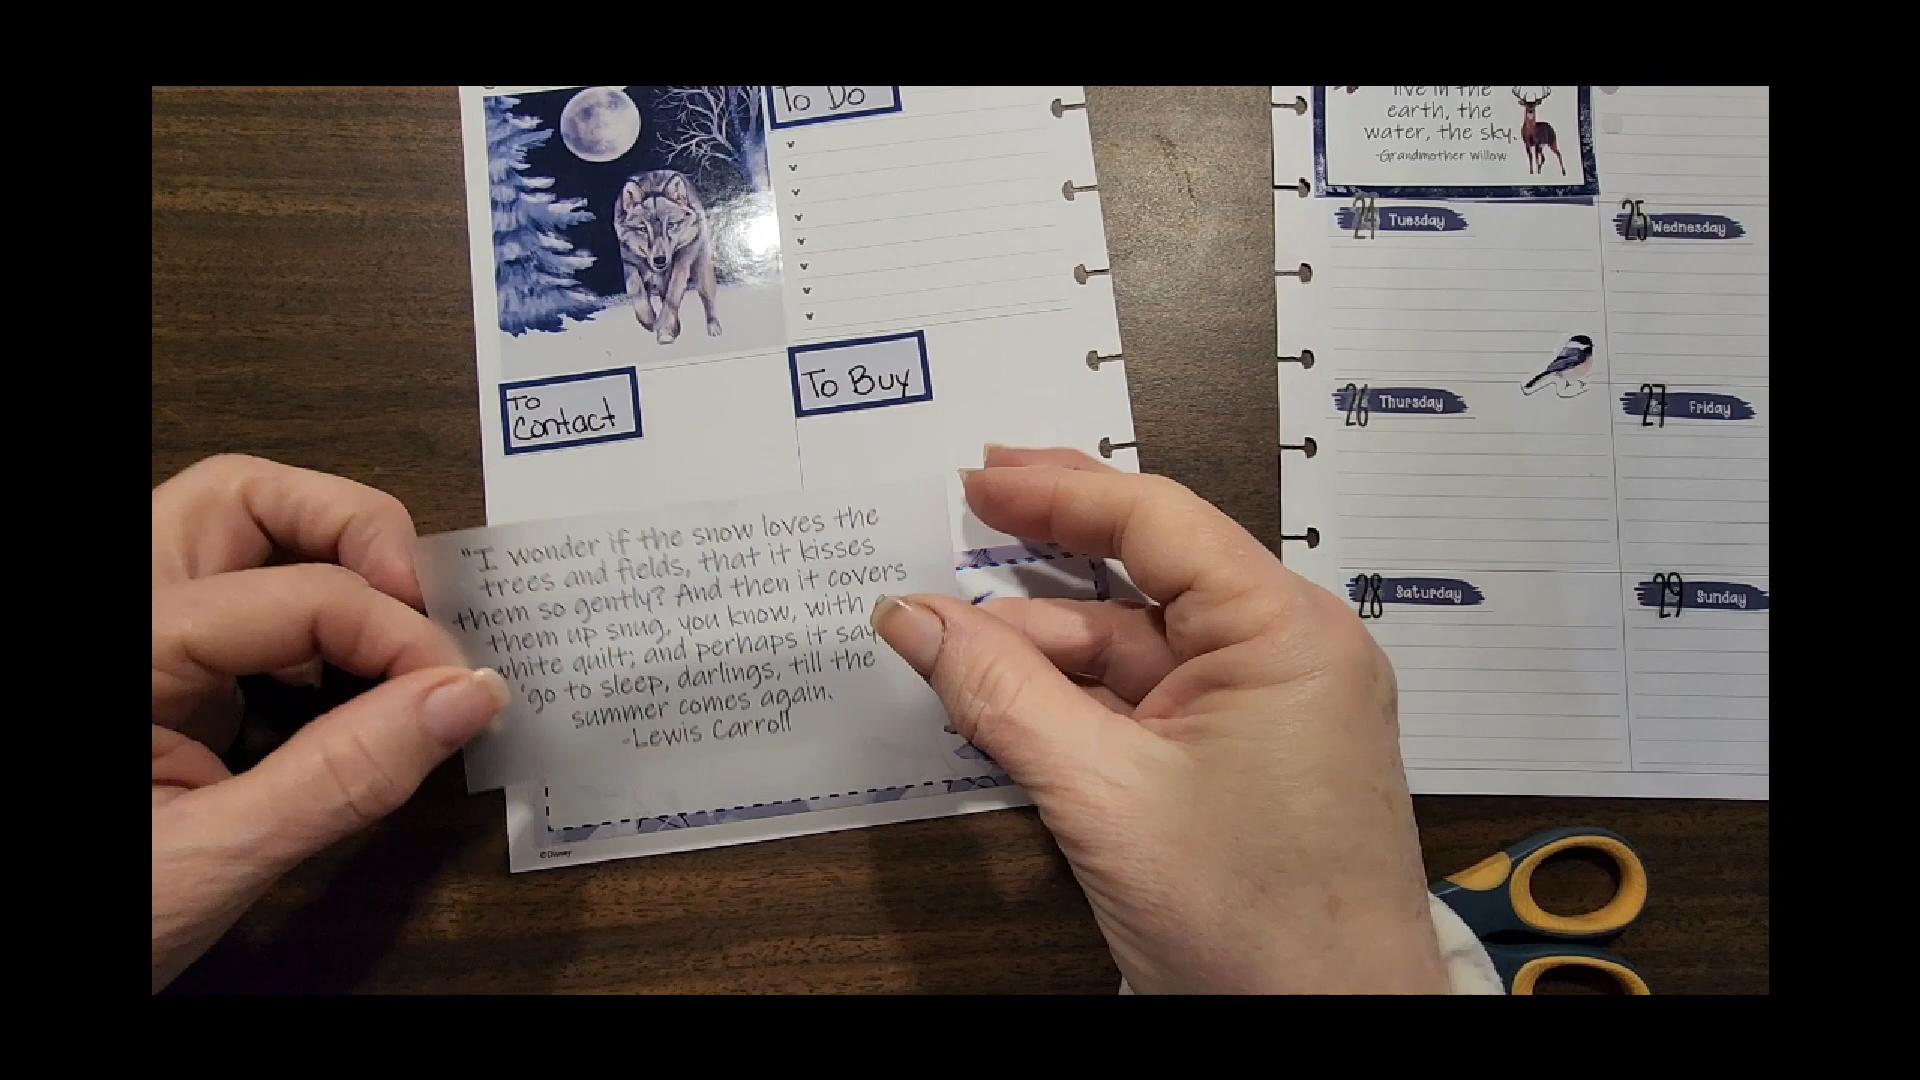 To Do
To
Contact
To Buy
"I wonder if the snow loves the
trees and fields, that it kisses
them so gently? And then it covers
them up snug, you know, with
white quilt; and perhaps it say
'go to sleep, darlings, till the
summer comes again.
-Lewis Carroll
© Disney
live in the
earth, the
water, the sky.
-Grandmother Willow
24 Tuesday
25 Wednesday
26 Thursday
27 Friday
28 Saturday
29 Sunday